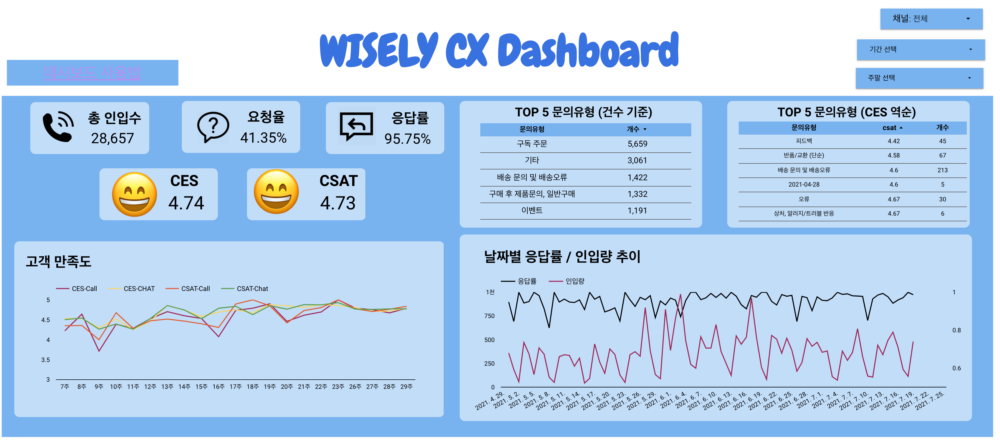 채널: 전체
WISELY CX Dashboard
기간 선택
대시보드 사용법
주말 선택
총 인입수
28,657
요청율
41.35%
응답률
95.75%
CES
4.74
CSAT
4.73
TOP 5 문의유형 (건수 기준)
문의유형 개수
구독 주문 5,659
기타 3,061
배송 문의 및 배송오류 1,422
구매 후 제품문의, 일반구매 1,332
이벤트 1,191
TOP 5 문의유형 (CES 역순)
문의유형 csat 개수
피드백 4.42 45
반품/교환 (단순) 4.58 67
배송 문의 및 배송오류 4.6 213
2021-04-28 4.6 5
오류 4.67 30
상처, 알러지/트러블 반응 4.67 6
고객 만족도
CES-Call CES-CHAT CSAT-Call CSAT-Chat
5
4.5
4
3.5
3
7주 8주 9주 10주 11주 12주 13주 14주 15주 16주 17주 18주 19주 20주 21주 22주 23주 26주 27주 28주 29주
날짜별 응답률 / 인입량 추이
응답률 인입량
1천 1
750
0.8
500
250
0.6
0
2021. 4. 29. 2021. 5. 2. 2021. 5. 5. 2021. 5. 8. 2021. 5. 11. 2021. 5. 14. 2021. 5. 17. 2021. 5. 20. 2021. 5. 23. 2021. 5. 26. 2021. 5. 29. 2021. 6. 1. 2021. 6. 4. 2021. 6. 7. 2021. 6. 10. 2021. 6. 13. 2021. 6. 16. 2021. 6. 19. 2021. 6. 22. 2021. 6. 25. 2021. 6. 28. 2021. 7. 1. 2021. 7. 4. 2021. 7. 7. 2021. 7. 10. 2021. 7. 13. 2021. 7. 16. 2021. 7. 19. 2021. 7. 22. 2021. 7. 25.